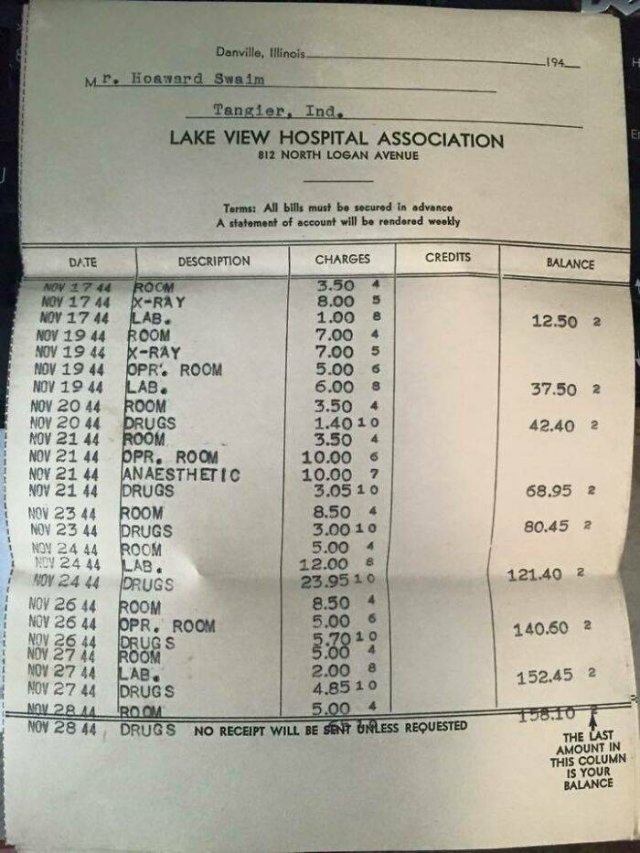 Danville, Illinois 194
Mr. Hoaward Swaim
Tangier, Ind.
LAKE VIEW HOSPITAL ASSOCIATION
812 NORTH LOGAN AVENUE
Terms: All bills must be secured in advance
A statement of account will be rendered weekly
DATE DESCRIPTION CHARGES CREDITS BALANCE
NOV 17 44 ROOM 3.50 4
NOV 17 44 X-RAY 8.00 5
NOV 17 44 LAB. 1.00 8 12.50 2
NOV 19 44 ROOM 7.00 4
NOV 19 44 X-RAY 7.00 5
NOV 19 44 OPR. ROOM 5.00 6
NOV 19 44 LAB. 6.00 8 37.50 2
NOV 20 44 ROOM 3.50 4
NOV 20 44 DRUGS 1.40 10 42.40 2
NOV 21 44 ROOM 3.50 4
NOV 21 44 OPR. ROOM 10.00 6
NOV 21 44 ANAESTHETIC 10.00 7
NOV 21 44 DRUGS 3.05 10 68.95 2
NOV 23 44 ROOM 8.50 4
NOV 23 44 DRUGS 3.00 10 80.45 2
NOV 24 44 ROOM 5.00 4
NOV 24 44 LAB. 12.00 8
NOV 24 44 DRUGS 23.95 10 121.40 2
NOV 26 44 ROOM 8.50 4
NOV 26 44 OPR. ROOM 5.00 6
NOV 26 44 DRUGS 5.70 10 140.60 2
NOV 27 44 ROOM 5.00 4
NOV 27 44 LAB. 2.00 8
NOV 27 44 DRUGS 4.85 10 152.45 2
NOV 28 44 ROOM 5.00 4 158.10 2
NOV 28 44 DRUGS
NO RECEIPT WILL BE SENT UNLESS REQUESTED
THE LAST
AMOUNT IN
THIS COLUMN
IS YOUR
BALANCE